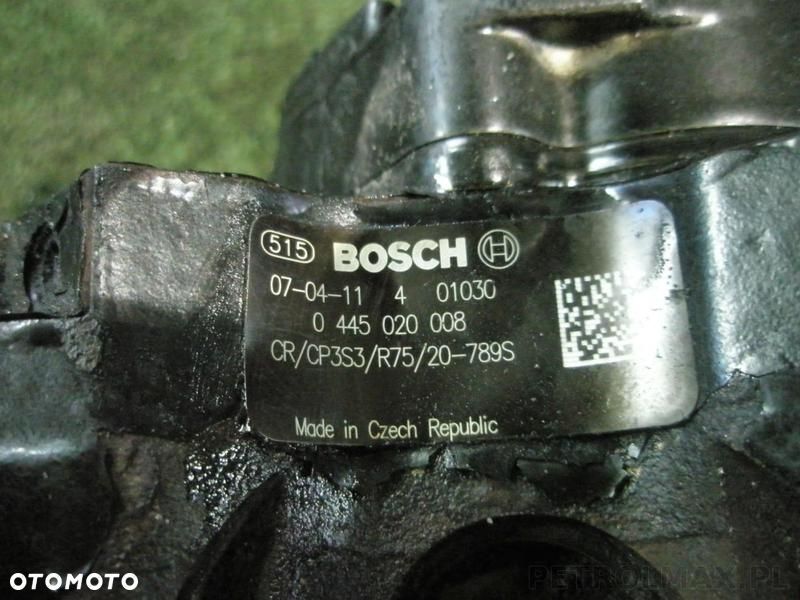 515 BOSCH
07-04-11 4 01030
0 445 020 008
CR/CP3S3/R75/20-789S
Made in Czech Republic
OTOMOTO
PETROLMAX.PL